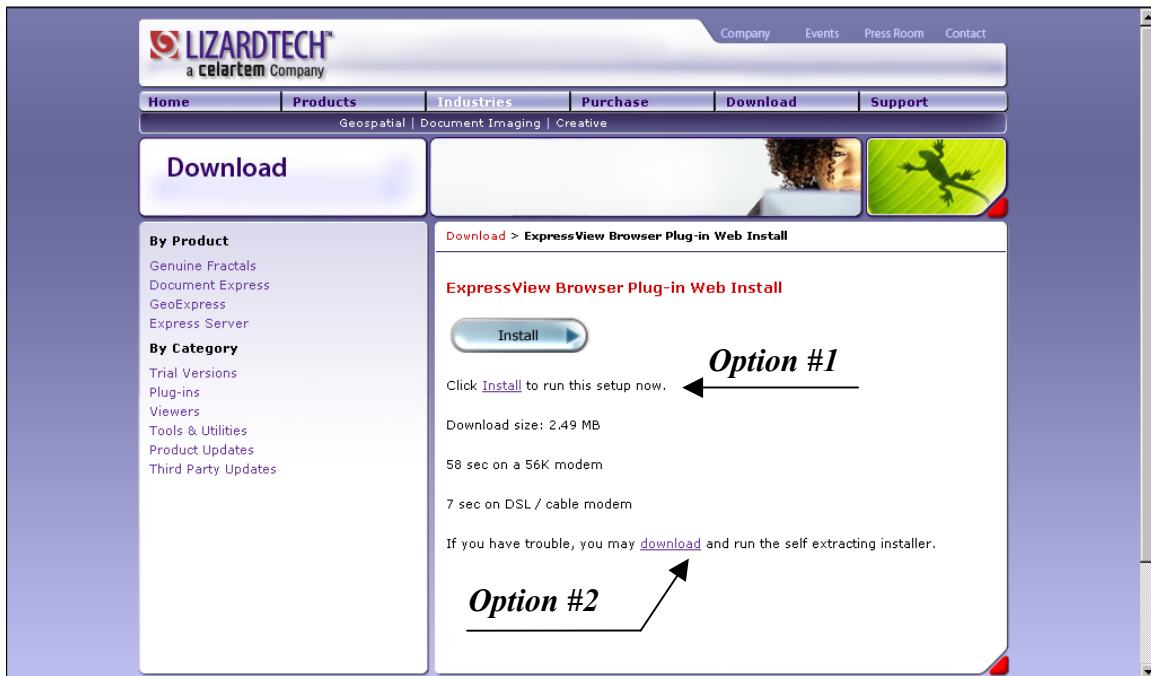 LIZARDTECH™
a celartem Company
Company Events Press Room Contact
Home Products Industries Purchase Download Support
Geospatial | Document Imaging | Creative
Download
By Product
Genuine Fractals
Document Express
GeoExpress
Express Server
By Category
Trial Versions
Plug-ins
Viewers
Tools & Utilities
Product Updates
Third Party Updates
Download > ExpressView Browser Plug-in Web Install
ExpressView Browser Plug-in Web Install
Install
Option #1
Click Install to run this setup now.
Download size: 2.49 MB
58 sec on a 56K modem
7 sec on DSL / cable modem
If you have trouble, you may download and run the self extracting installer.
Option #2